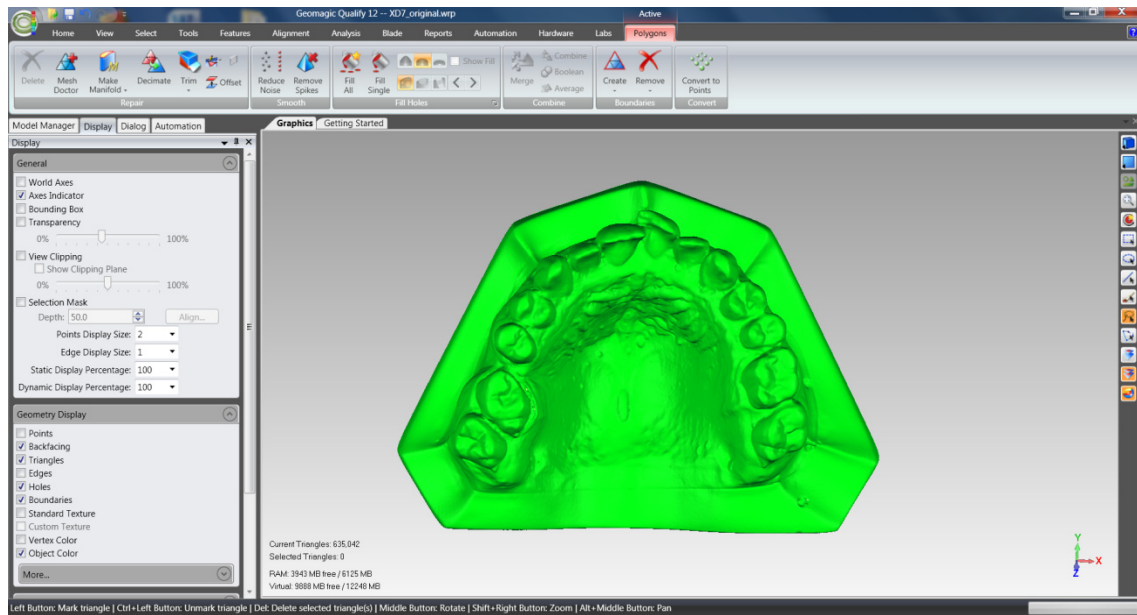 Geomagic Qualify 12 -- XD7_original.wrp
Active
Home View Select Tools Features Alignment Analysis Blade Reports Automation Hardware Labs Polygons
Delete
Mesh Doctor
Make Manifold
Decimate
Trim
Offset
Repair
Reduce Noise
Remove Spikes
Smooth
Fill All
Fill Single
Show Fill
Fill Holes
Merge
Combine
Boolean
Average
Combine
Create
Remove
Boundaries
Convert to Points
Convert
Model Manager Display Dialog Automation
Graphics Getting Started
Display
General
World Axes
Axes Indicator
Bounding Box
Transparency
0% 100%
View Clipping
Show Clipping Plane
0% 100%
Selection Mask
Depth: 50.0 Align...
Points Display Size: 2
Edge Display Size: 1
Static Display Percentage: 100
Dynamic Display Percentage: 100
Geometry Display
Points
Backfacing
Triangles
Edges
Holes
Boundaries
Standard Texture
Custom Texture
Vertex Color
Object Color
More...
Current Triangles: 635,042
Selected Triangles: 0
RAM: 3943 MB free / 6125 MB
Virtual: 9888 MB free / 12248 MB
Y
X
Z
Left Button: Mark triangle | Ctrl+Left Button: Unmark triangle | Del: Delete selected triangle(s) | Middle Button: Rotate | Shift+Right Button: Zoom | Alt+Middle Button: Pan